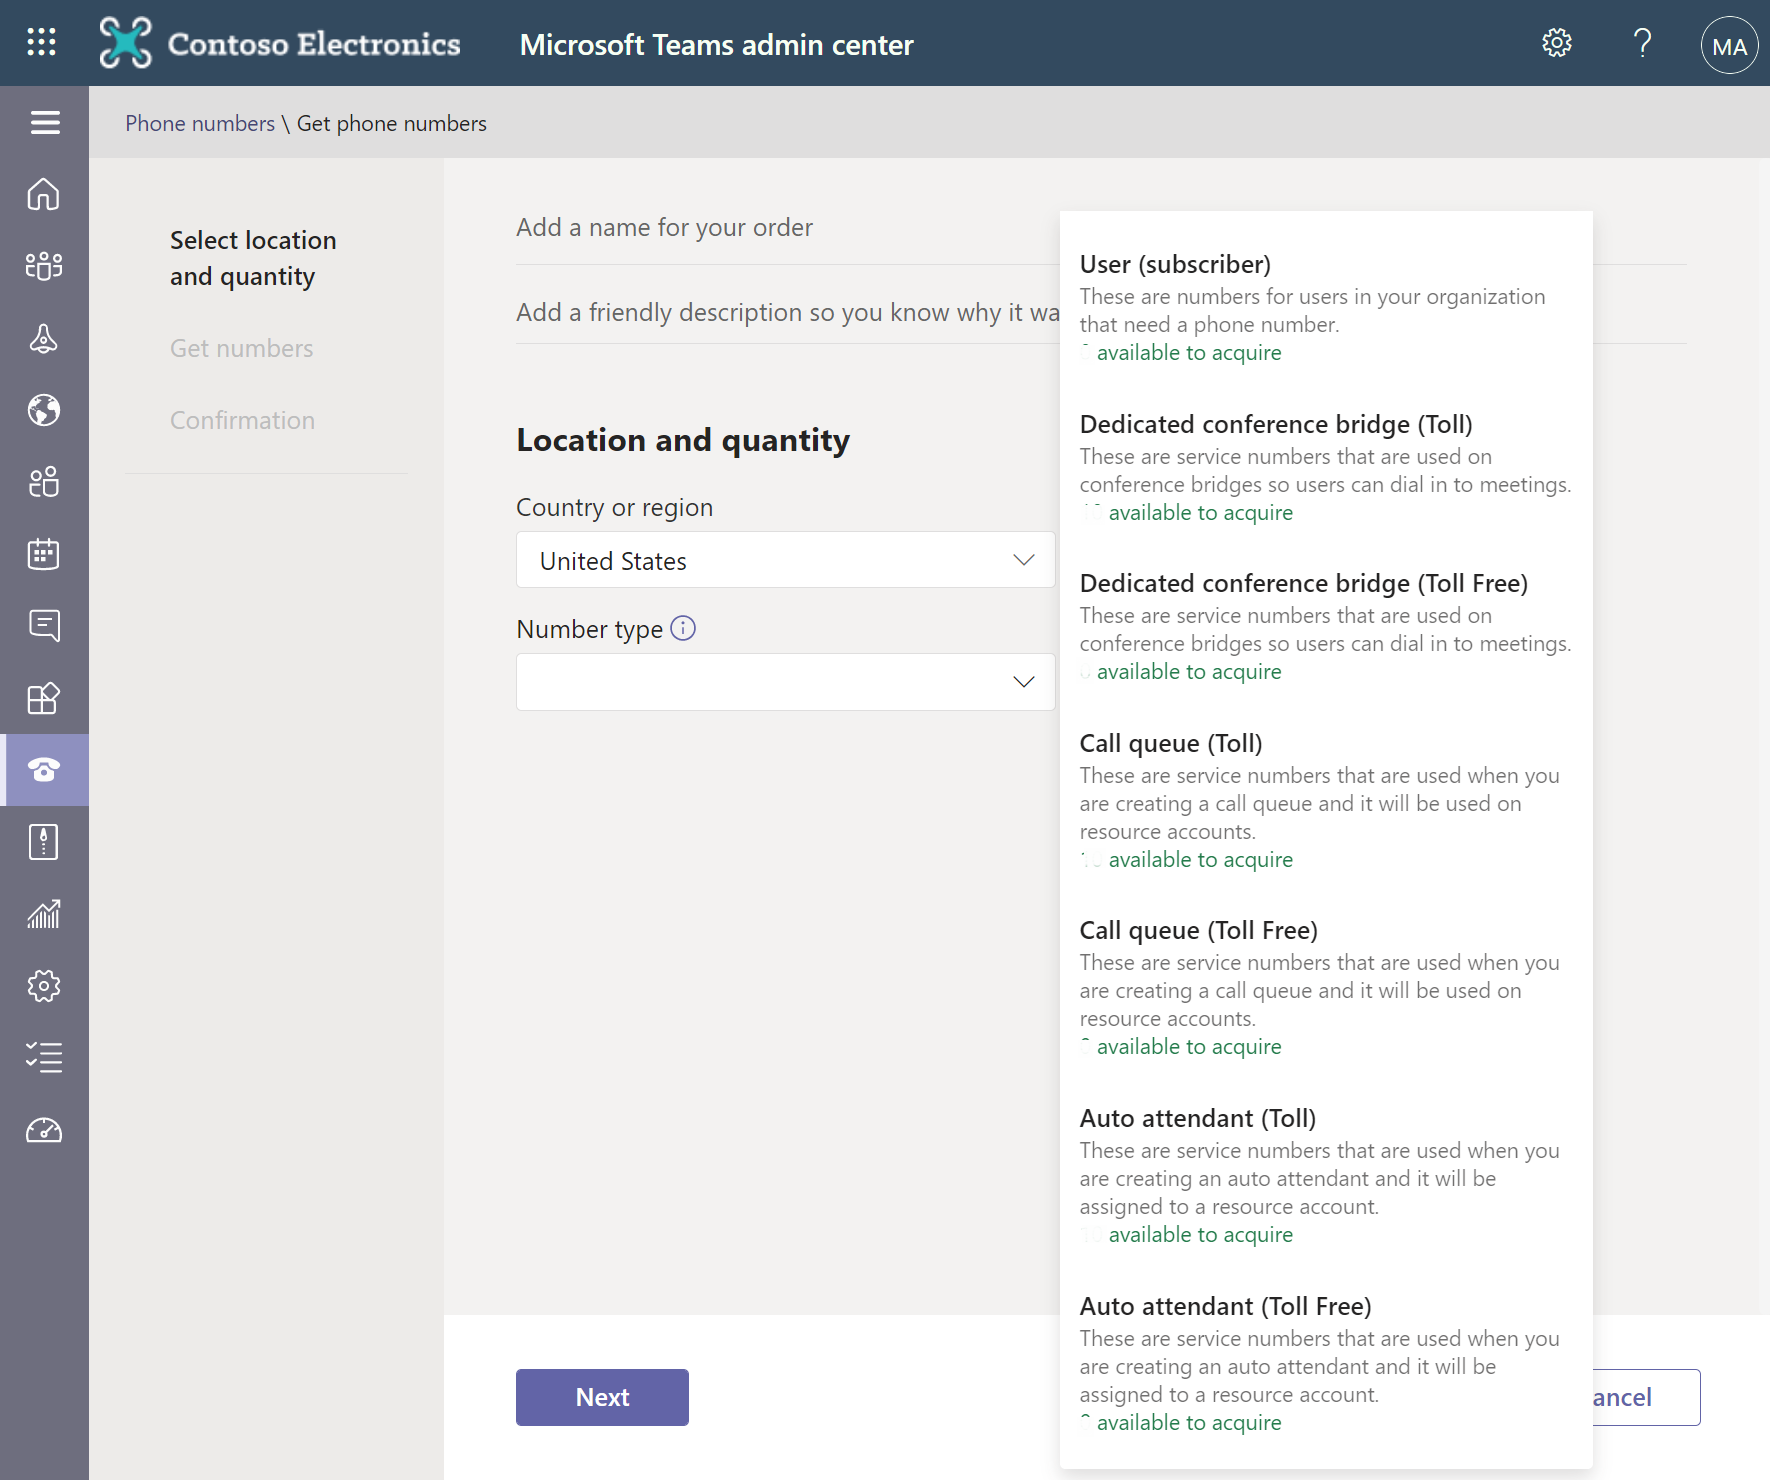 Contoso Electronics
Microsoft Teams admin center
?
MA
Phone numbers \ Get phone numbers
Select location
and quantity
Get numbers
Confirmation
Add a name for your order
Add a friendly description so you know why it wa
Location and quantity
Country or region
United States
Number type
User (subscriber)
These are numbers for users in your organization
that need a phone number.
available to acquire
Dedicated conference bridge (Toll)
These are service numbers that are used on
conference bridges so users can dial in to meetings.
available to acquire
Dedicated conference bridge (Toll Free)
These are service numbers that are used on
conference bridges so users can dial in to meetings.
available to acquire
Call queue (Toll)
These are service numbers that are used when you
are creating a call queue and it will be used on
resource accounts.
available to acquire
Call queue (Toll Free)
These are service numbers that are used when you
are creating a call queue and it will be used on
resource accounts.
available to acquire
Auto attendant (Toll)
These are service numbers that are used when you
are creating an auto attendant and it will be
assigned to a resource account.
available to acquire
Auto attendant (Toll Free)
These are service numbers that are used when you
are creating an auto attendant and it will be
assigned to a resource account.
available to acquire
Next
ancel